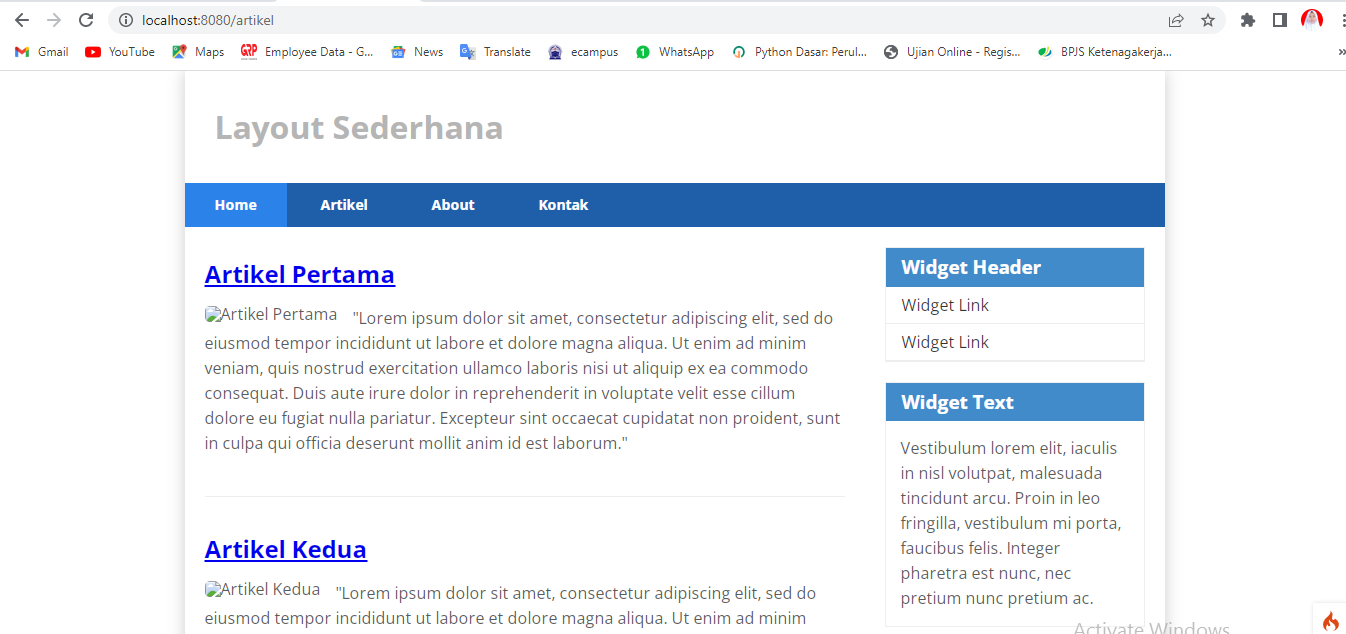 localhost:8080/artikel
Gmail YouTube Maps GRP Employee Data - G... News Translate ecampus 1 WhatsApp Python Dasar: Perul... Ujian Online - Regis... BPJS Ketenagakerja... »
Layout Sederhana
Home Artikel About Kontak
Artikel Pertama
Artikel Pertama "Lorem ipsum dolor sit amet, consectetur adipiscing elit, sed do
eiusmod tempor incididunt ut labore et dolore magna aliqua. Ut enim ad minim
veniam, quis nostrud exercitation ullamco laboris nisi ut aliquip ex ea commodo
consequat. Duis aute irure dolor in reprehenderit in voluptate velit esse cillum
dolore eu fugiat nulla pariatur. Excepteur sint occaecat cupidatat non proident, sunt
in culpa qui officia deserunt mollit anim id est laborum."
Artikel Kedua
Artikel Kedua "Lorem ipsum dolor sit amet, consectetur adipiscing elit, sed do
eiusmod tempor incididunt ut labore et dolore magna aliqua. Ut enim ad minim
Widget Header
Widget Link
Widget Link
Widget Text
Vestibulum lorem elit, iaculis
in nisl volutpat, malesuada
tincidunt arcu. Proin in leo
fringilla, vestibulum mi porta,
faucibus felis. Integer
pharetra est nunc, nec
pretium nunc pretium ac.
Activate Windows